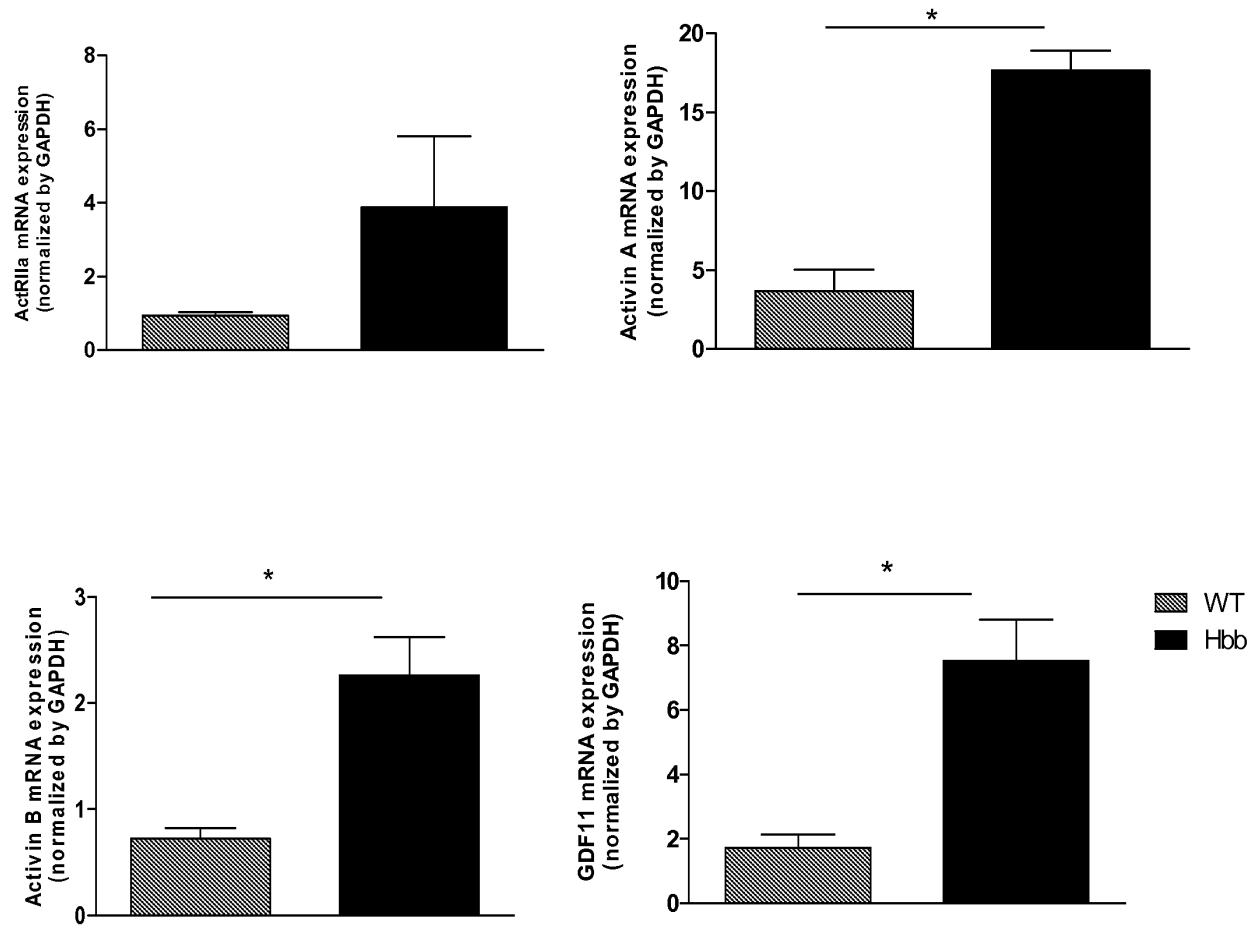 ActRIIa mRNA expression
(normalized by GAPDH)
8
6
4
2
0
Activin A mRNA expression
(normalized by GAPDH)
20
15
10
5
0
*
Activin B mRNA expression
(normalized by GAPDH)
3
2
1
0
*
GDF11 mRNA expression
(normalized by GAPDH)
10
8
6
4
2
0
*
WT
Hbb